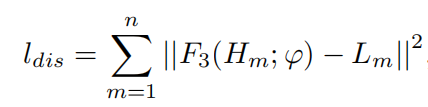 l_{dis} = \sum_{m=1}^{n} ||F_3(H_m; \varphi) - L_m||^2.